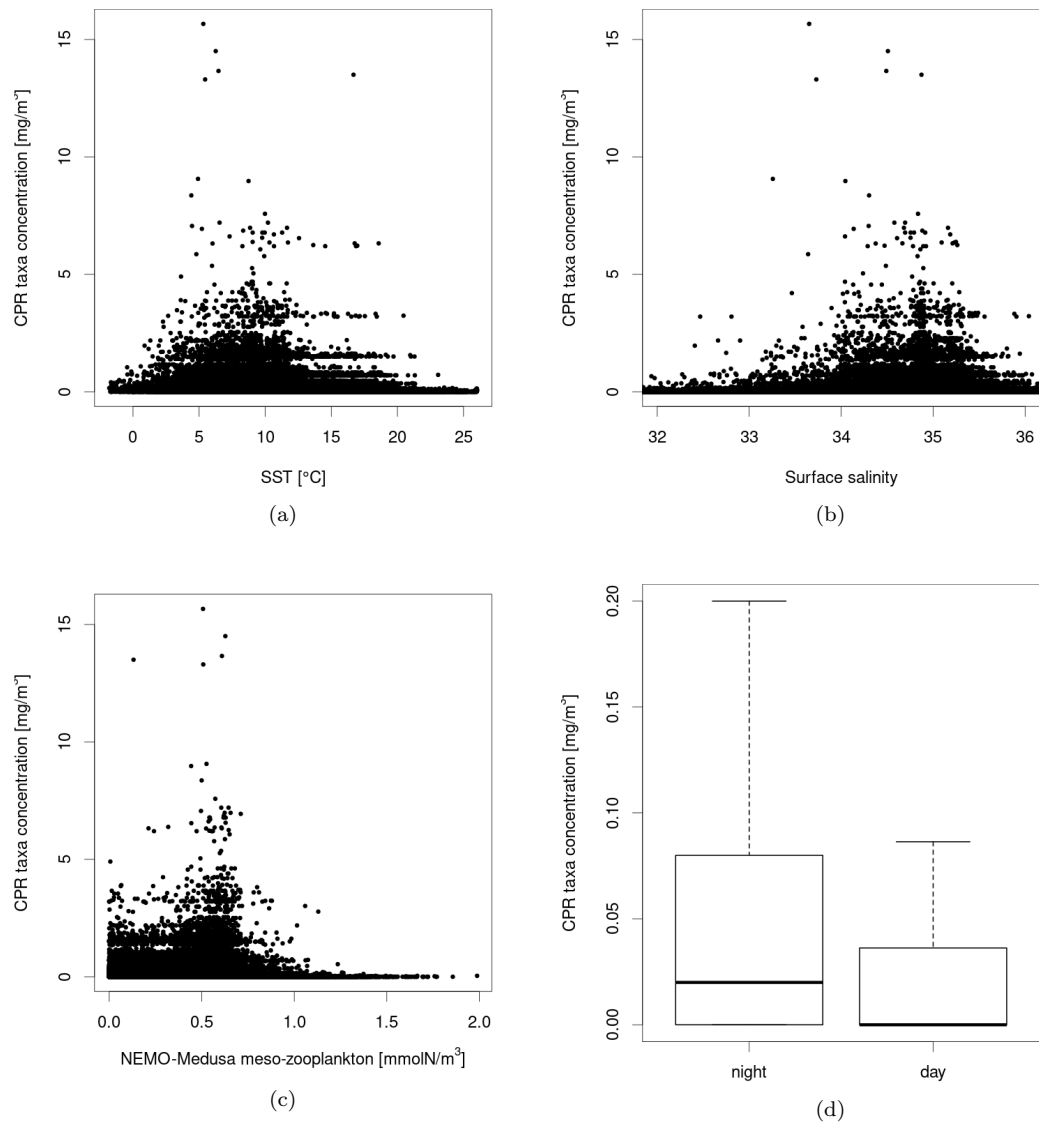 CPR taxa concentration [mg/m³]
15
10
5
0
0 5 10 15 20 25
SST [°C]
(a)
CPR taxa concentration [mg/m³]
15
10
5
0
32 33 34 35 36
Surface salinity
(b)
CPR taxa concentration [mg/m³]
15
10
5
0
0.0 0.5 1.0 1.5 2.0
NEMO-Medusa meso-zooplankton [mmolN/m³]
(c)
CPR taxa concentration [mg/m³]
0.20
0.15
0.10
0.05
0.00
night day
(d)